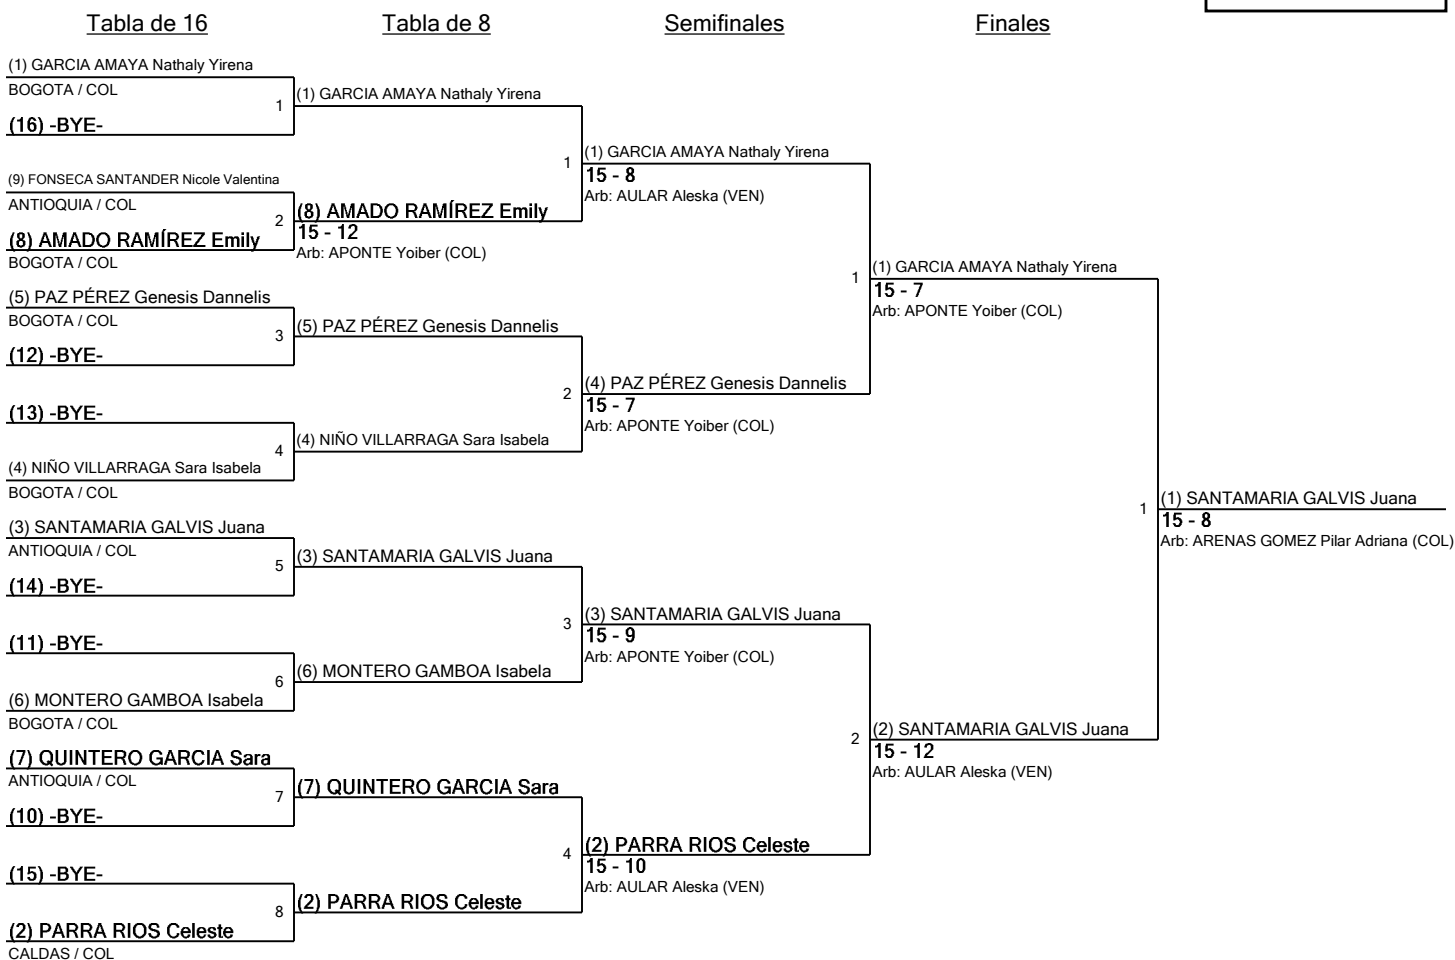 Tabla de 16
Tabla de 8
Semifinales
Finales
(1) GARCIA AMAYA Nathaly Yirena
BOGOTA / COL
1
(16) -BYE-
(9) FONSECA SANTANDER Nicole Valentina
ANTIOQUIA / COL
2
(8) AMADO RAMÍREZ Emily
BOGOTA / COL
(5) PAZ PÉREZ Genesis Dannelis
BOGOTA / COL
3
(12) -BYE-
(13) -BYE-
4
(4) NIÑO VILLARRAGA Sara Isabela
BOGOTA / COL
(3) SANTAMARIA GALVIS Juana
ANTIOQUIA / COL
5
(14) -BYE-
(11) -BYE-
6
(6) MONTERO GAMBOA Isabela
BOGOTA / COL
(7) QUINTERO GARCIA Sara
ANTIOQUIA / COL
7
(10) -BYE-
(15) -BYE-
8
(2) PARRA RIOS Celeste
CALDAS / COL
(1) GARCIA AMAYA Nathaly Yirena
1
(8) AMADO RAMÍREZ Emily
15 - 12
Arb: APONTE Yoiber (COL)
(5) PAZ PÉREZ Genesis Dannelis
2
(4) NIÑO VILLARRAGA Sara Isabela
(3) SANTAMARIA GALVIS Juana
3
(6) MONTERO GAMBOA Isabela
(7) QUINTERO GARCIA Sara
4
(2) PARRA RIOS Celeste
(1) GARCIA AMAYA Nathaly Yirena
15 - 8
Arb: AULAR Aleska (VEN)
1
(4) PAZ PÉREZ Genesis Dannelis
15 - 7
Arb: APONTE Yoiber (COL)
(3) SANTAMARIA GALVIS Juana
15 - 9
Arb: APONTE Yoiber (COL)
2
(2) PARRA RIOS Celeste
15 - 10
Arb: AULAR Aleska (VEN)
(1) GARCIA AMAYA Nathaly Yirena
15 - 7
Arb: APONTE Yoiber (COL)
1
(2) SANTAMARIA GALVIS Juana
15 - 12
Arb: AULAR Aleska (VEN)
(1) SANTAMARIA GALVIS Juana
15 - 8
Arb: ARENAS GOMEZ Pilar Adriana (COL)